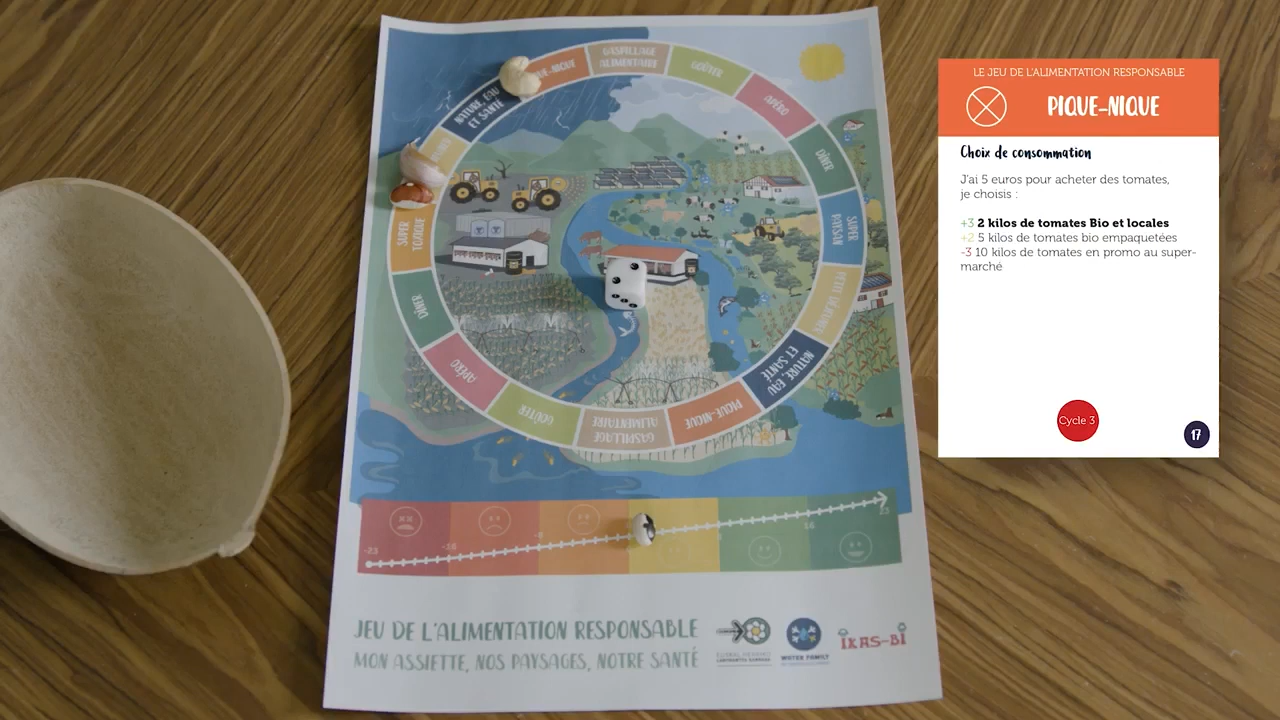 GASPILLAGE
ALIMENTAIRE
GOÛTER
APÉRO
DÎNER
SUPER
PAYSAN
PETIT DÉJEUNER
NATURE, EAU
ET SANTÉ
PIQUE-NIQUE
GASPILLAGE
ALIMENTAIRE
GOÛTER
APÉRO
DÎNER
SUPER
TOXIQUE
NATURE, EAU
ET SANTÉ
-23
23
JEU DE L'ALIMENTATION RESPONSABLE
MON ASSIETTE, NOS PAYSAGES, NOTRE SANTÉ
WATER FAMILY
IKAS-BI
LE JEU DE L'ALIMENTATION RESPONSABLE
PIQUE-NIQUE
Choix de consommation
J'ai 5 euros pour acheter des tomates,
je choisis :
+3 2 kilos de tomates Bio et locales
+2 5 kilos de tomates bio empaquetées
-3 10 kilos de tomates en promo au super-
marché
Cycle 3
17